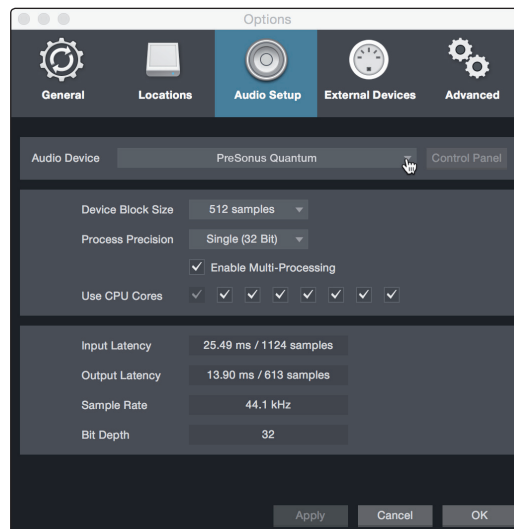 Options
General Locations Audio Setup External Devices Advanced
Audio Device PreSonus Quantum Control Panel
Device Block Size 512 samples
Process Precision Single (32 Bit)
Enable Multi-Processing
Use CPU Cores
Input Latency 25.49 ms / 1124 samples
Output Latency 13.90 ms / 613 samples
Sample Rate 44.1 kHz
Bit Depth 32
Apply Cancel OK